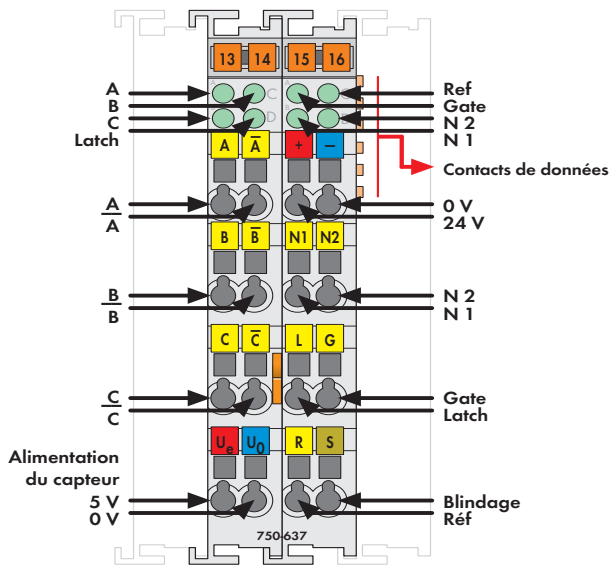 13 14 15 16
A
B
C
Latch
Ref
Gate
N 2
N 1
A C A
B D
A A̅ + −
Contacts de données
A
A̅
0 V
24 V
B B̅ N1 N2
B
B̅
N 2
N 1
C C̅ L G
C
C̅
Gate
Latch
Ue U0 R S
Alimentation
du capteur
5 V
0 V
Blindage
Réf
750-637